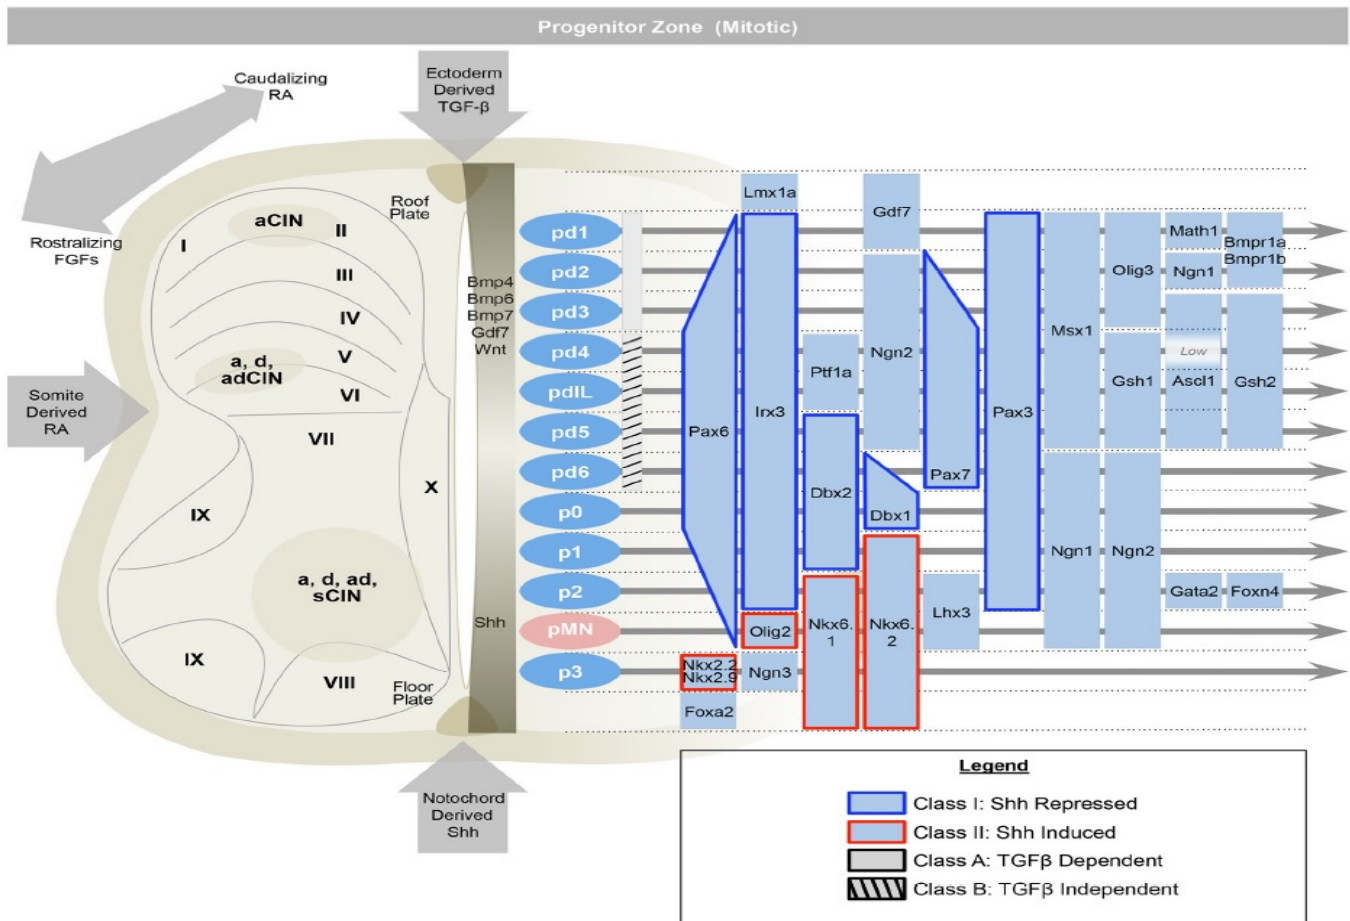 Progenitor Zone (Mitotic)
Caudalizing
RA
Ectoderm
Derived
TGF-β
Rostralizing
FGFs
Roof
Plate
aCIN
I
II
III
IV
V
VI
a, d,
adCIN
Somite
Derived
RA
VII
X
IX
a, d, ad,
sCIN
IX
VIII
Floor
Plate
Notochord
Derived
Shh
Bmp4
Bmp6
Bmp7
Gdf7
Wnt
Shh
pd1
pd2
pd3
pd4
pdIL
pd5
pd6
p0
p1
p2
pMN
p3
Pax6
Nkx2.2
Nkx2.9
Foxa2
Lmx1a
Irx3
Olig2
Ngn3
Ptf1a
Dbx2
Nkx6.
1
Gdf7
Ngn2
Dbx1
Nkx6.
2
Pax7
Lhx3
Pax3
Msx1
Ngn1
Olig3
Gsh1
Ngn2
Math1
Ngn1
Low
Ascl1
Gata2
Bmpr1a
Bmpr1b
Gsh2
Foxn4
Legend
Class I: Shh Repressed
Class II: Shh Induced
Class A: TGFβ Dependent
Class B: TGFβ Independent